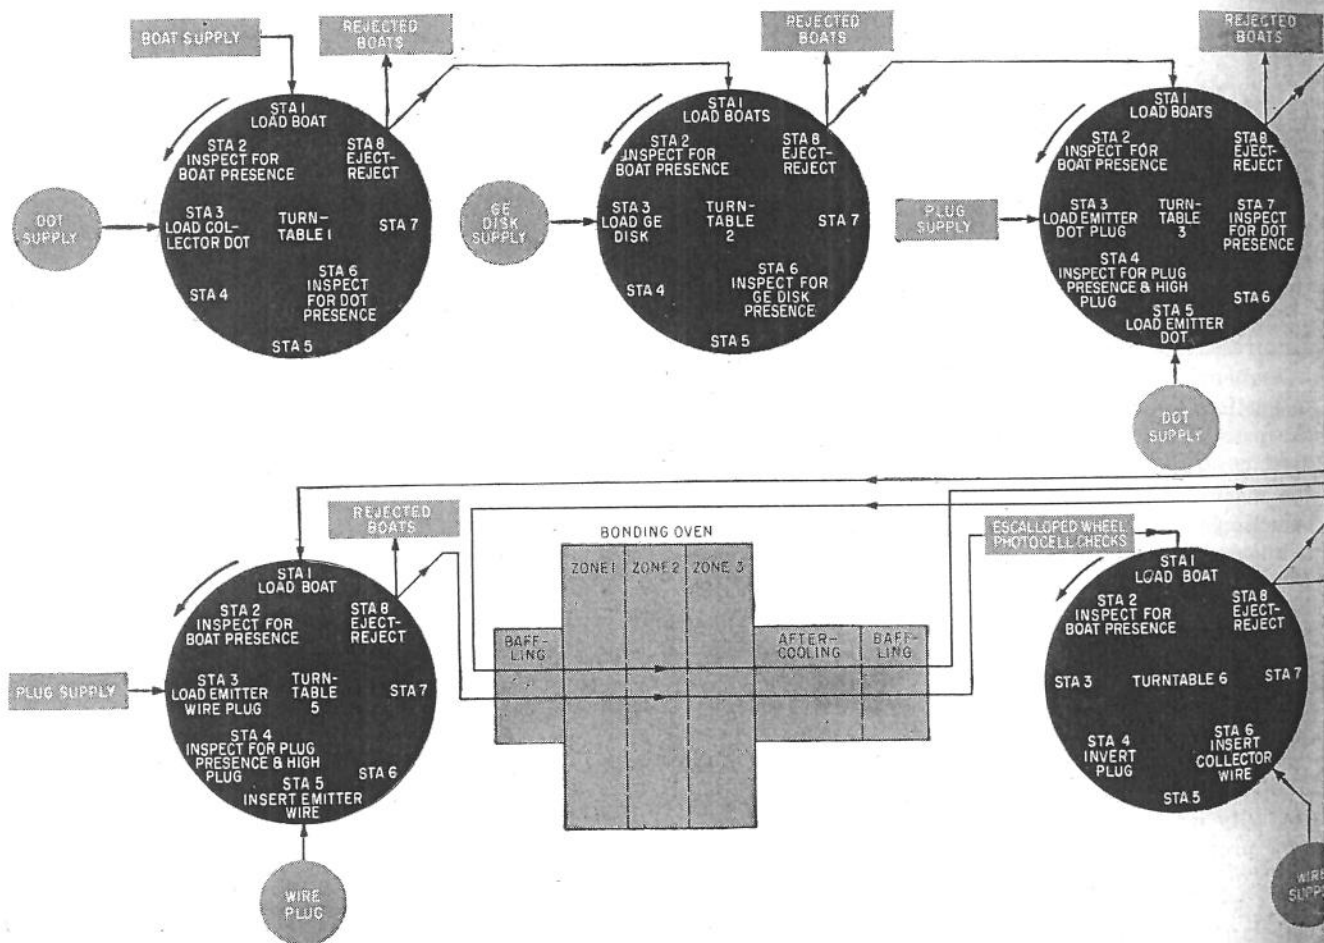 BOAT SUPPLY
REJECTED
BOATS
REJECTED
BOATS
REJECTED
BOATS
STA 1
LOAD BOAT
STA 2
INSPECT FOR
BOAT PRESENCE
STA 8
EJECT-
REJECT
DOT
SUPPLY
STA 3
LOAD COL-
LECTOR DOT
TURN-
TABLE 1
STA 7
STA 4
STA 6
INSPECT
FOR DOT
PRESENCE
STA 5
STA 1
LOAD BOATS
STA 2
INSPECT FOR
BOAT PRESENCE
STA 8
EJECT-
REJECT
GE
DISK
SUPPLY
STA 3
LOAD GE
DISK
TURN-
TABLE
2
STA 7
STA 4
STA 6
INSPECT FOR
GE DISK
PRESENCE
STA 5
STA 1
LOAD BOATS
STA 2
INSPECT FOR
BOAT PRESENCE
STA 8
EJECT-
REJECT
PLUG
SUPPLY
STA 3
LOAD EMITTER
DOT PLUG
TURN-
TABLE
3
STA 7
INSPECT
FOR DOT
PRESENCE
STA 4
INSPECT FOR PLUG
PRESENCE & HIGH
PLUG
STA 6
STA 5
LOAD EMITTER
DOT
DOT
SUPPLY
REJECTED
BOATS
STA 1
LOAD BOAT
STA 2
INSPECT FOR
BOAT PRESENCE
STA 8
EJECT-
REJECT
PLUG SUPPLY
STA 3
LOAD EMITTER
WIRE PLUG
TURN-
TABLE
5
STA 7
STA 4
INSPECT FOR PLUG
PRESENCE & HIGH
PLUG
STA 6
STA 5
INSERT EMITTER
WIRE
WIRE
PLUG
BONDING OVEN
ZONE 1
ZONE 2
ZONE 3
BAFF-
LING
AFTER-
COOLING
BAFF-
LING
ESCALLOPED WHEEL
PHOTOCELL CHECKS
STA 1
LOAD BOAT
STA 2
INSPECT FOR
BOAT PRESENCE
STA 8
EJECT-
REJECT
STA 3
TURNTABLE 6
STA 7
STA 4
INVERT
PLUG
STA 6
INSERT
COLLECTOR
WIRE
STA 5
WIRE